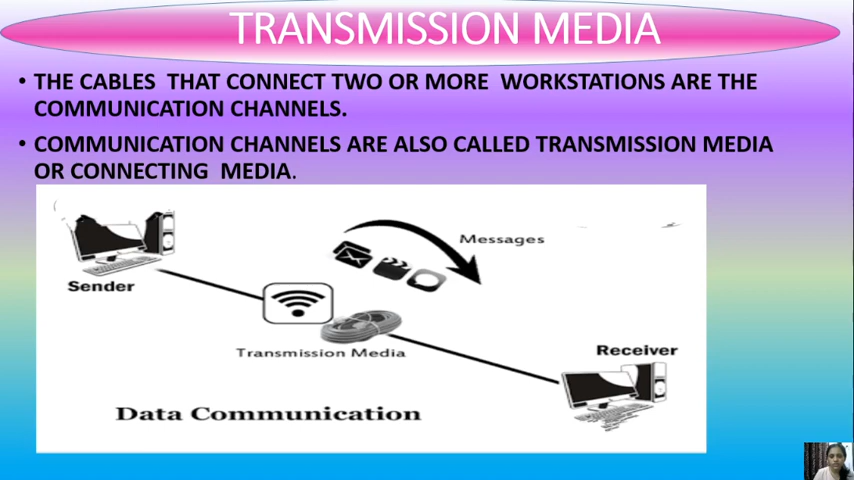 TRANSMISSION MEDIA
• THE CABLES THAT CONNECT TWO OR MORE WORKSTATIONS ARE THE
COMMUNICATION CHANNELS.
• COMMUNICATION CHANNELS ARE ALSO CALLED TRANSMISSION MEDIA
OR CONNECTING MEDIA.
Messages
Sender
Transmission Media
Receiver
Data Communication